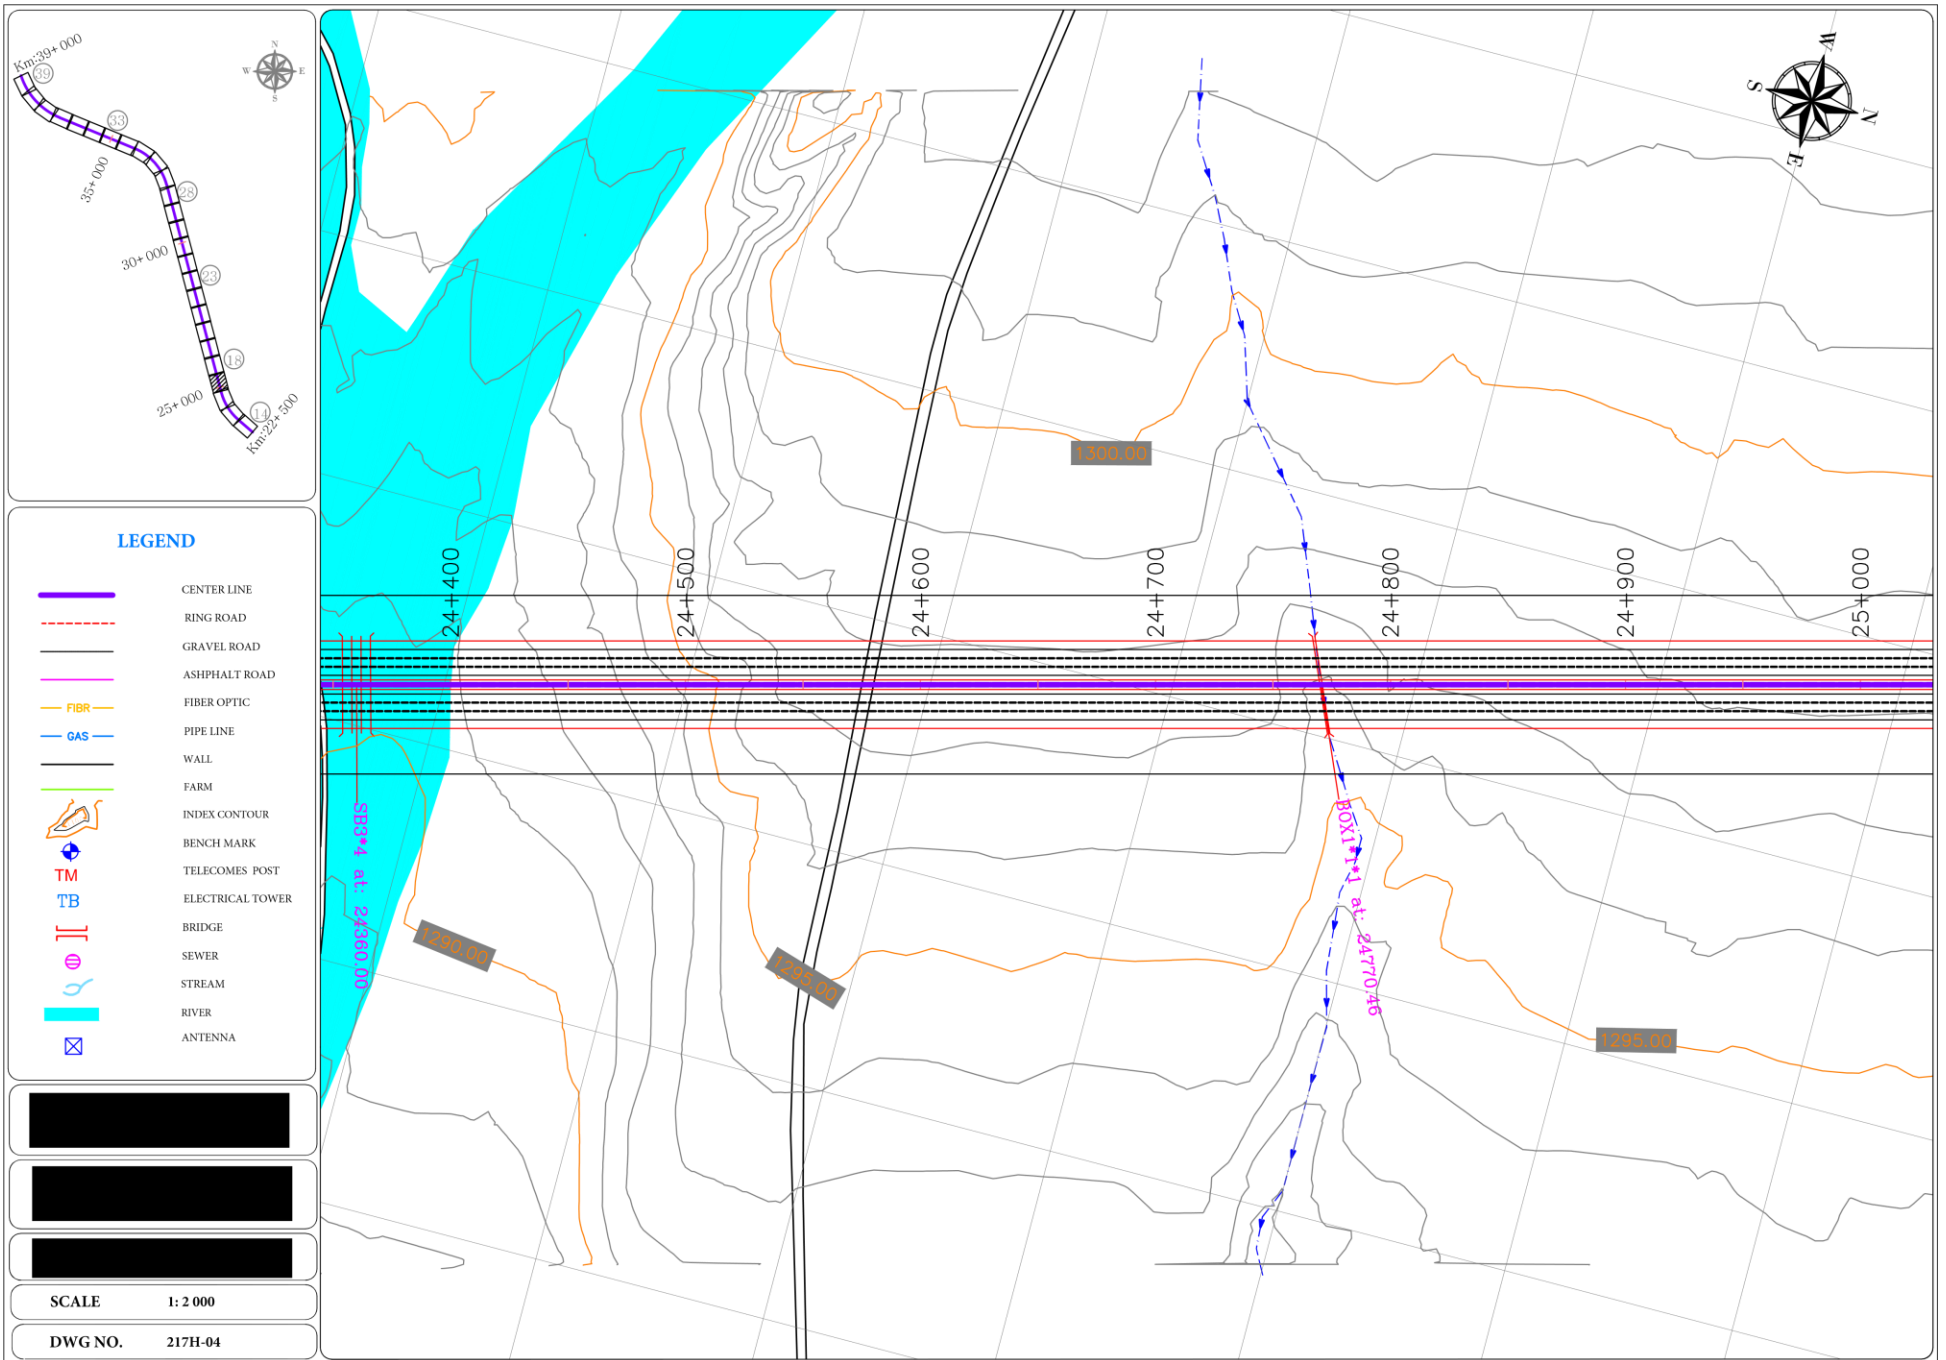 Km:39+000
39
33
35+000
28
30+000
23
18
25+000
14
Km:22+500
N
W
E
S
LEGEND
CENTER LINE
RING ROAD
GRAVEL ROAD
ASHPHALT ROAD
FIBR
FIBER OPTIC
GAS
PIPE LINE
WALL
FARM
INDEX CONTOUR
BENCH MARK
TM
TELECOMES POST
TB
ELECTRICAL TOWER
BRIDGE
SEWER
STREAM
RIVER
ANTENNA
SCALE 1: 2 000
DWG NO. 217H-04
W
S
N
E
1300.00
24+400
24+500
24+600
24+700
24+800
24+900
25+000
SB3*4 at: 24360.00
BOX1*1*1 at: 24770.46
1290.00
1295.00
1295.00